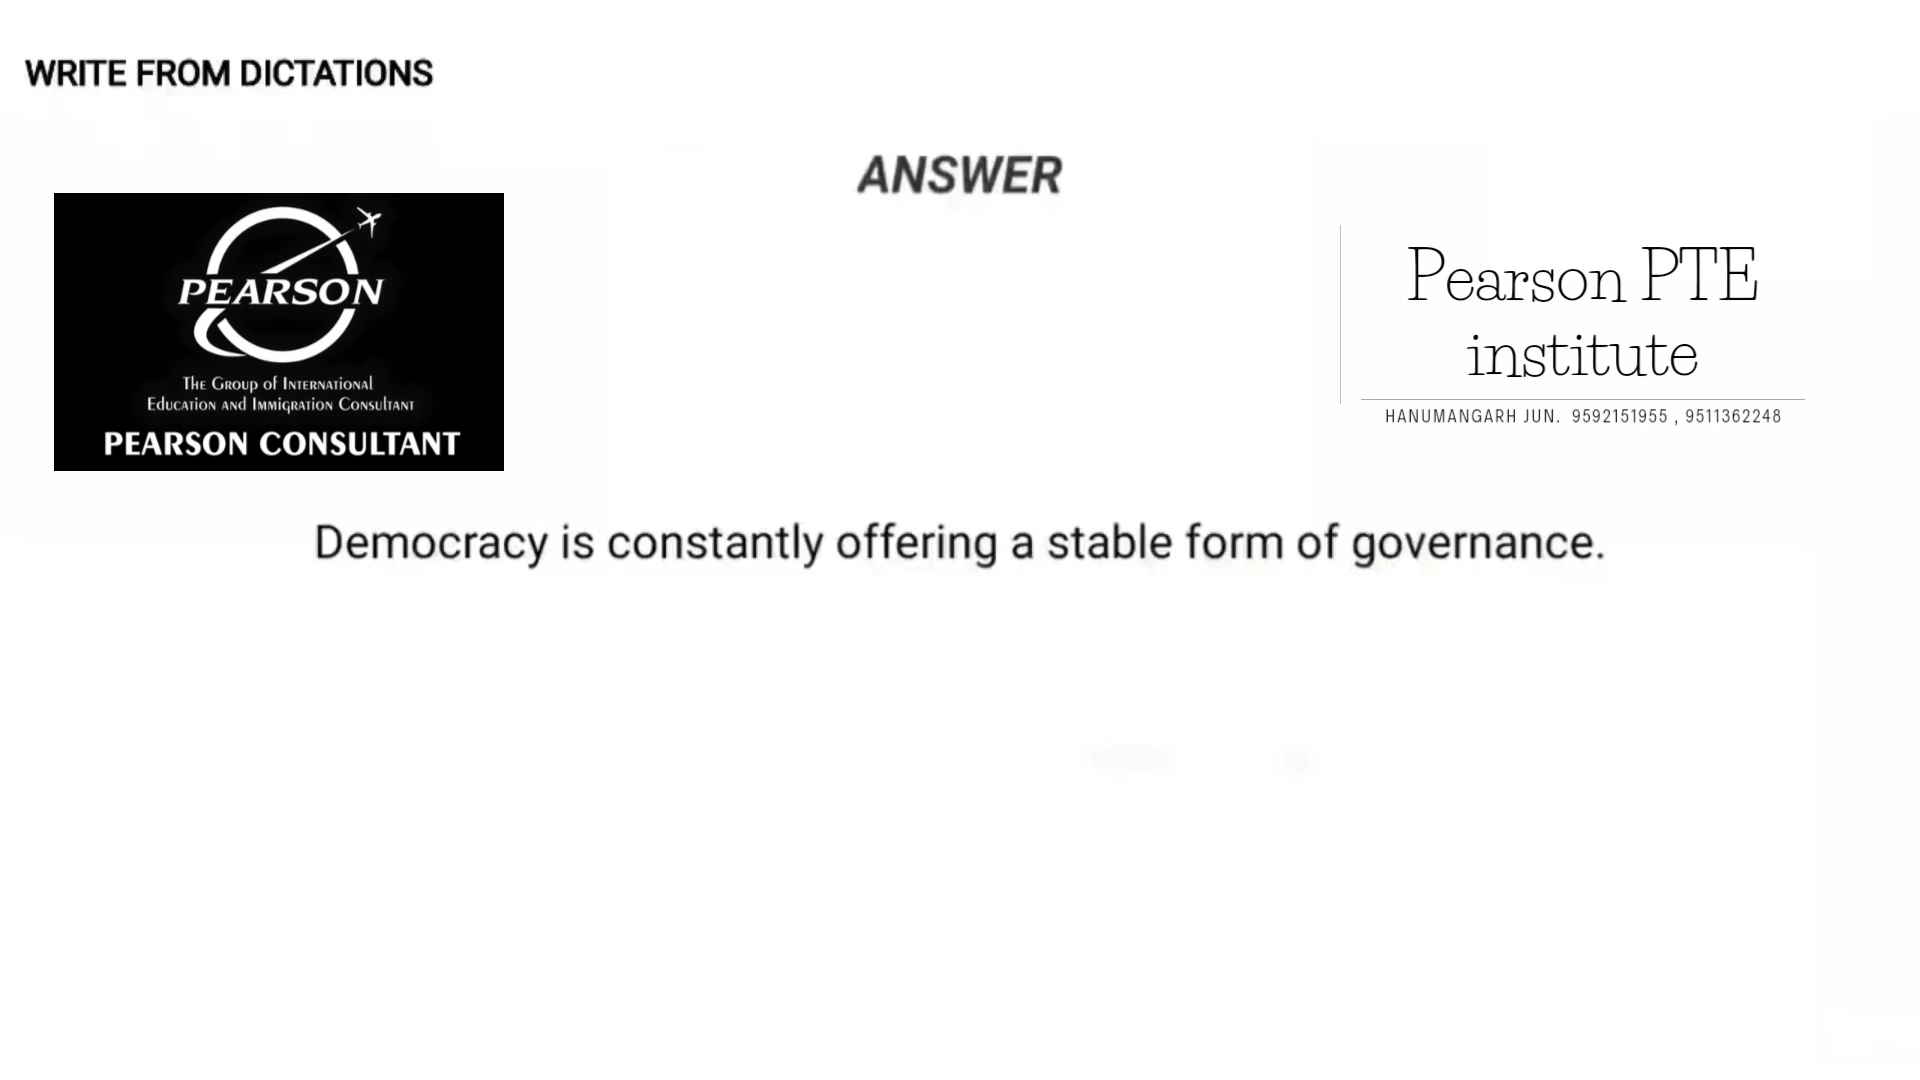 WRITE FROM DICTATIONS
ANSWER
PEARSON
The Group of International
Education and Immigration Consultant
PEARSON CONSULTANT
Pearson PTE
institute
HANUMANGARH JUN. 9592151955 , 9511362248
Democracy is constantly offering a stable form of governance.